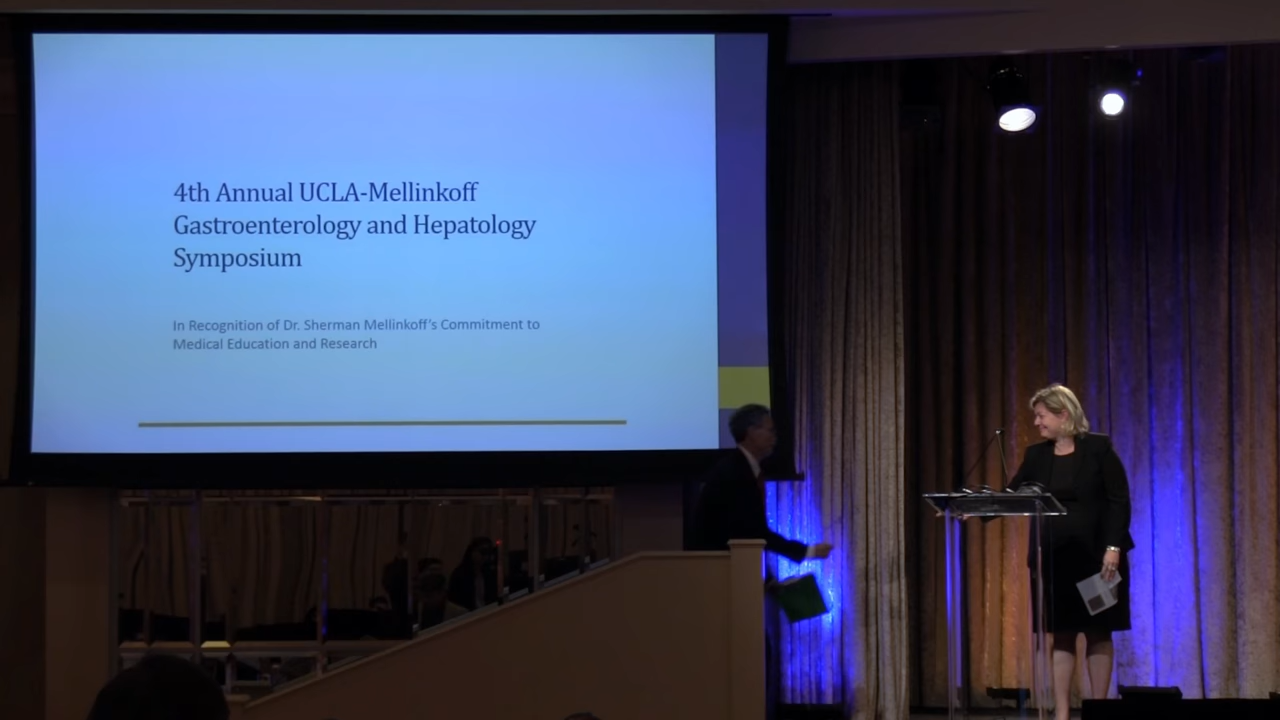 4th Annual UCLA-Mellinkoff
Gastroenterology and Hepatology
Symposium
In Recognition of Dr. Sherman Mellinkoff's Commitment to
Medical Education and Research